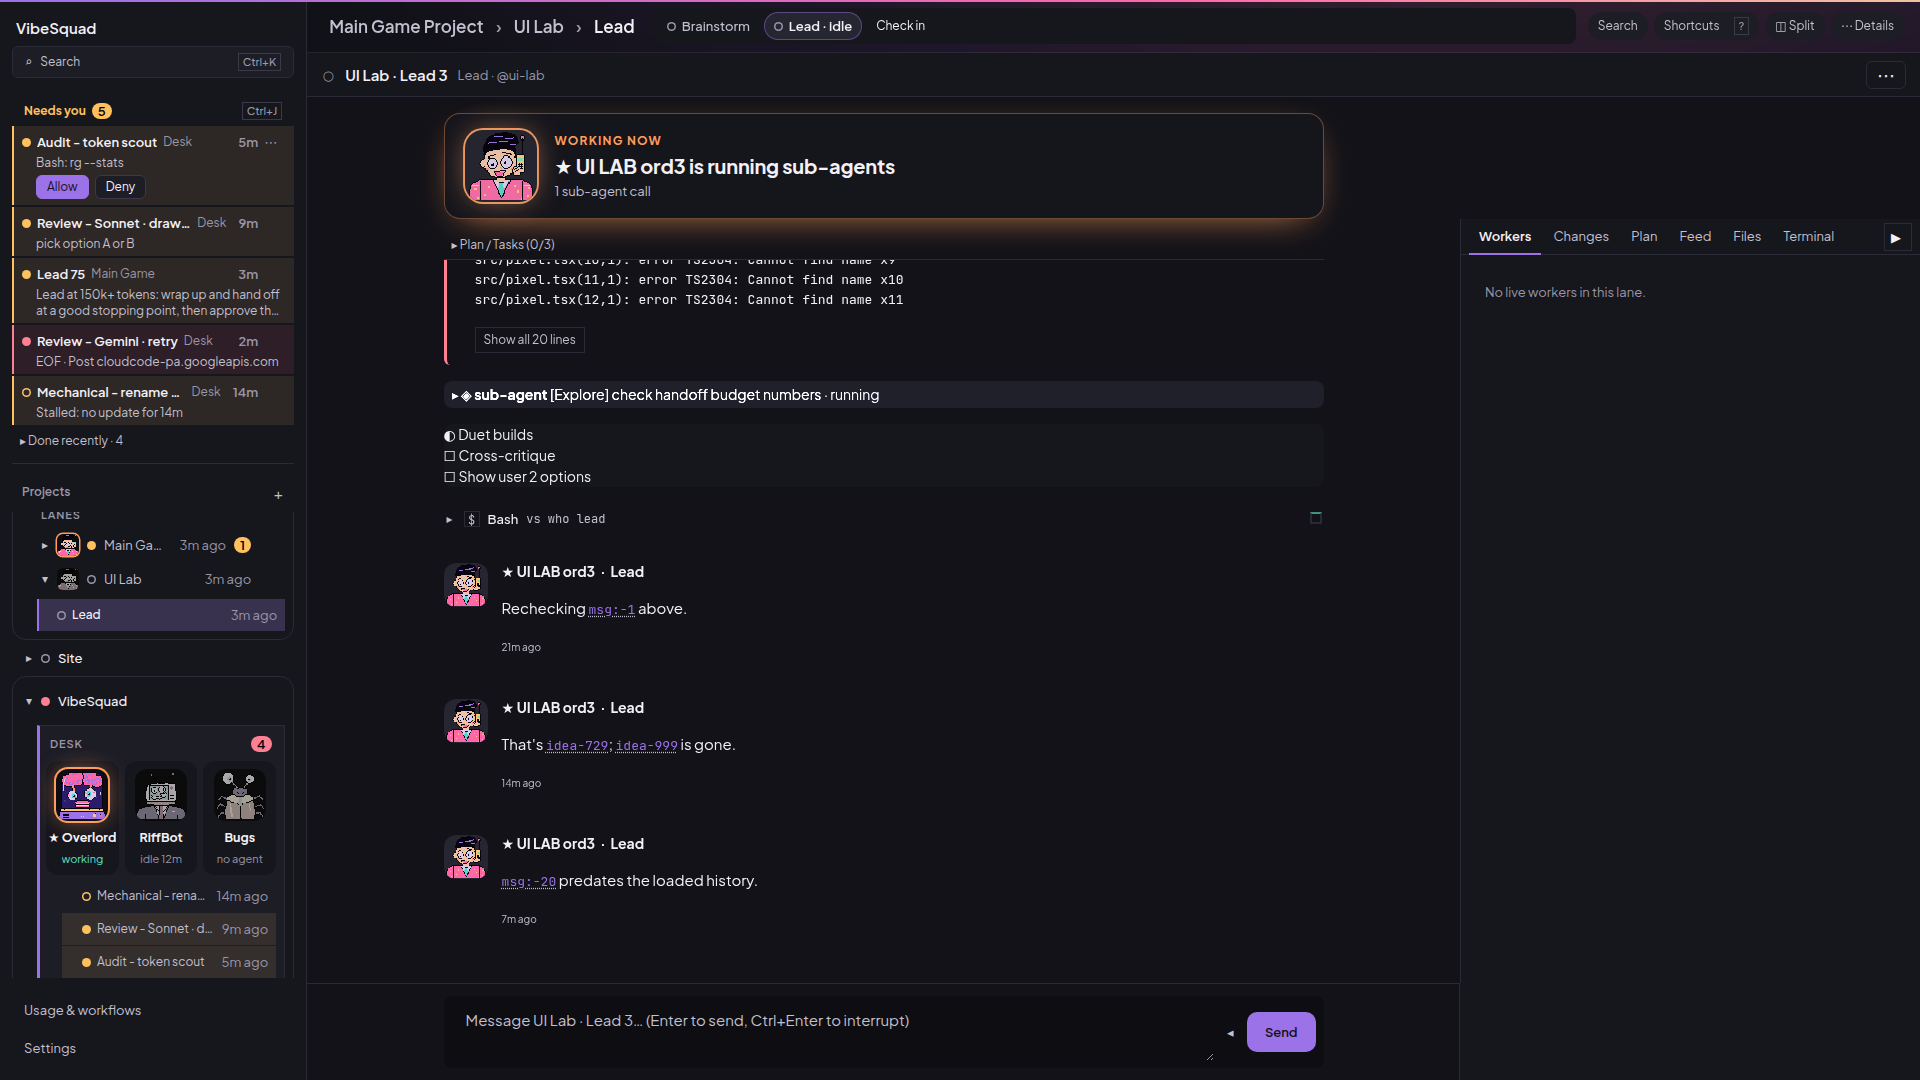 VibeSquad
Search Ctrl+K
Needs you 5 Ctrl+J
Audit - token scout Desk 5m ···
Bash: rg --stats
Allow Deny
Review - Sonnet · draw... Desk 9m
pick option A or B
Lead 75 Main Game 3m
Lead at 150k+ tokens: wrap up and hand off
at a good stopping point, then approve th...
Review - Gemini · retry Desk 2m
EOF · Post cloudcode-pa.googleapis.com
Mechanical - rename ... Desk 14m
Stalled: no update for 14m
▸ Done recently · 4
Projects +
LANES
▸ Main Ga... 3m ago 1
▾ UI Lab 3m ago
Lead 3m ago
▸ Site
▾ VibeSquad
DESK 4
★ Overlord RiffBot Bugs
working idle 12m no agent
Mechanical - rena... 14m ago
Review - Sonnet · d... 9m ago
Audit - token scout 5m ago
Usage & workflows
Settings
Main Game Project › UI Lab › Lead Brainstorm Lead · idle Check in Search Shortcuts ? Split ··· Details
UI Lab · Lead 3 Lead · @ui-lab ···
WORKING NOW
★ UI LAB ord3 is running sub-agents
1 sub-agent call
▸ Plan / Tasks (0/3)
src/pixel.tsx(10,1): error TS2304: Cannot find name x9
src/pixel.tsx(11,1): error TS2304: Cannot find name x10
src/pixel.tsx(12,1): error TS2304: Cannot find name x11
Show all 20 lines
▸ ◈ sub-agent [Explore] check handoff budget numbers · running
◐ Duet builds
☐ Cross-critique
☐ Show user 2 options
▸ $ Bash vs who lead
★ UI LAB ord3 · Lead
Rechecking msg:-1 above.
21m ago
★ UI LAB ord3 · Lead
That's idea-729; idea-999 is gone.
14m ago
★ UI LAB ord3 · Lead
msg:-20 predates the loaded history.
7m ago
Message UI Lab · Lead 3... (Enter to send, Ctrl+Enter to interrupt)
◂ Send
Workers Changes Plan Feed Files Terminal ▶
No live workers in this lane.